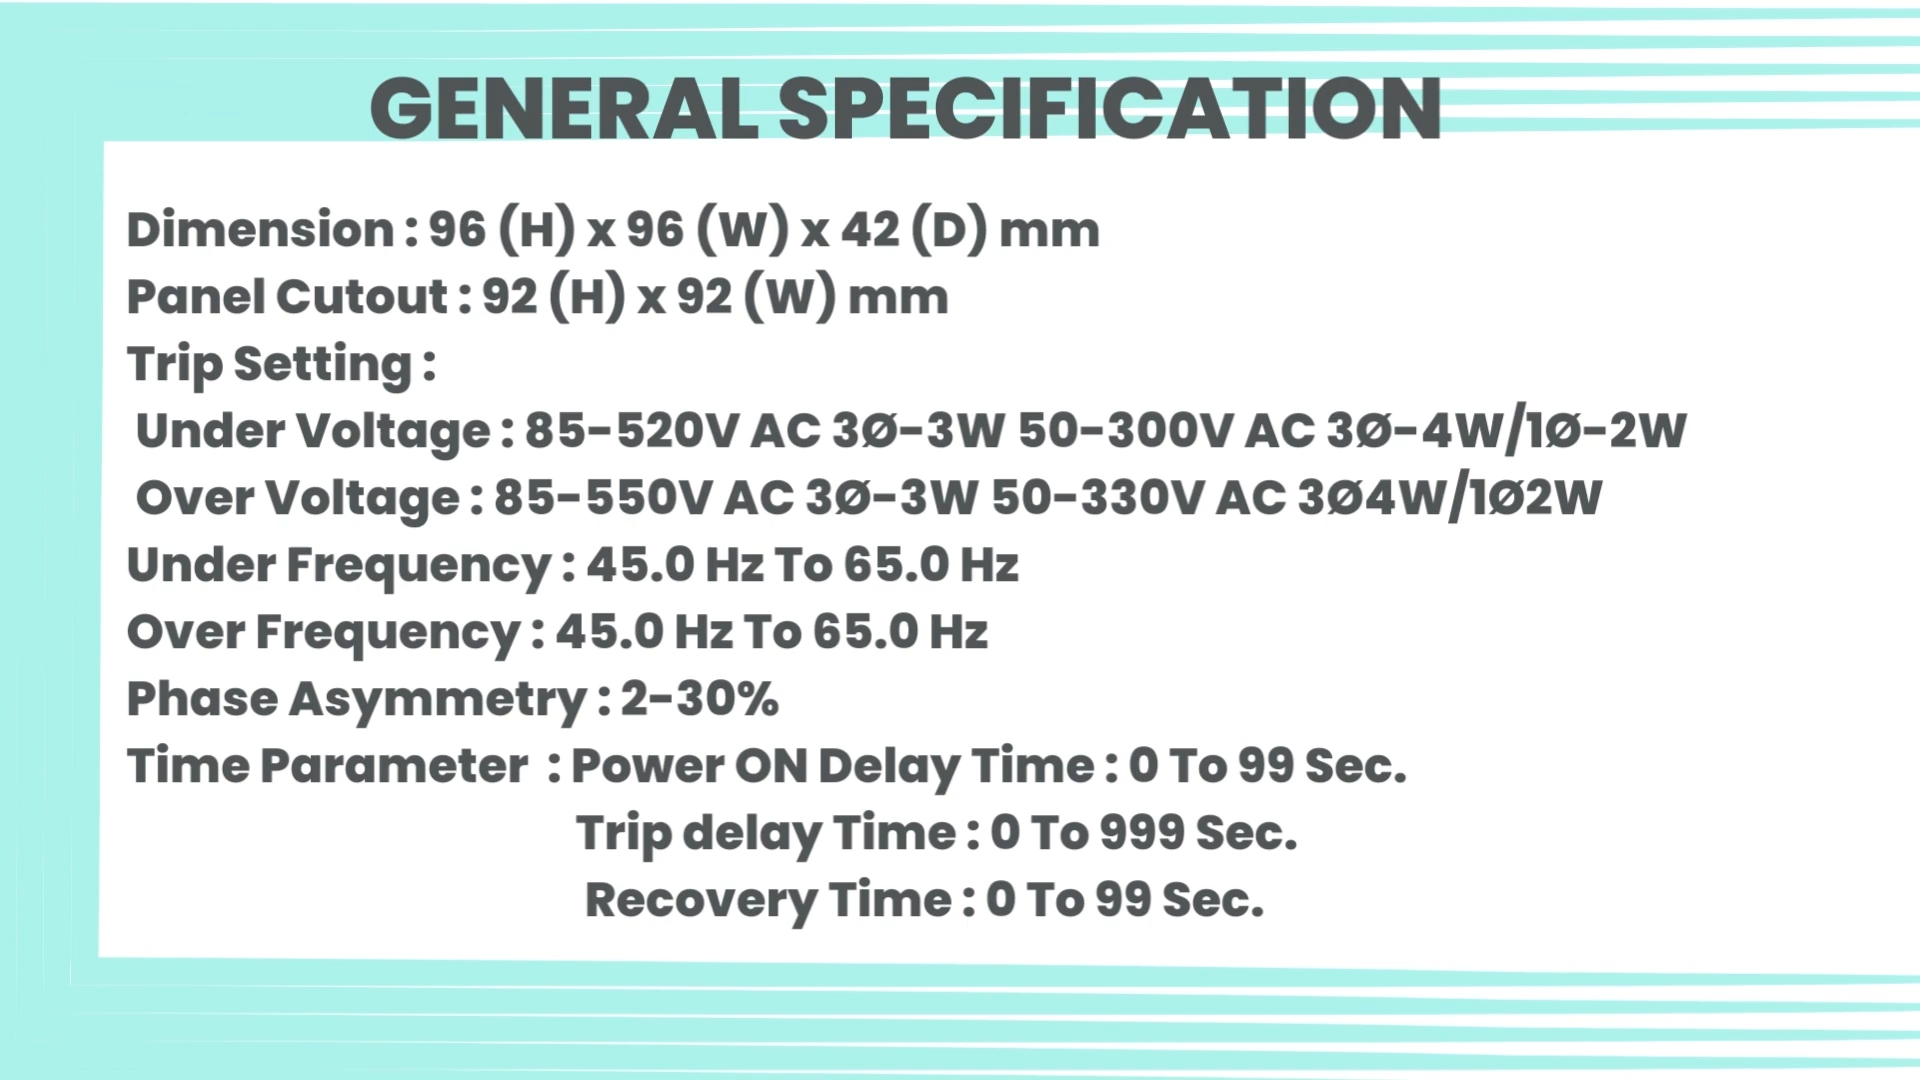 GENERAL SPECIFICATION
Dimension : 96 (H) x 96 (W) x 42 (D) mm
Panel Cutout : 92 (H) x 92 (W) mm
Trip Setting :
Under Voltage : 85-520V AC 3Ø-3W 50-300V AC 3Ø-4W/1Ø-2W
Over Voltage : 85-550V AC 3Ø-3W 50-330V AC 3Ø4W/1Ø2W
Under Frequency : 45.0 Hz To 65.0 Hz
Over Frequency : 45.0 Hz To 65.0 Hz
Phase Asymmetry : 2-30%
Time Parameter : Power ON Delay Time : 0 To 99 Sec.
Trip delay Time : 0 To 999 Sec.
Recovery Time : 0 To 99 Sec.